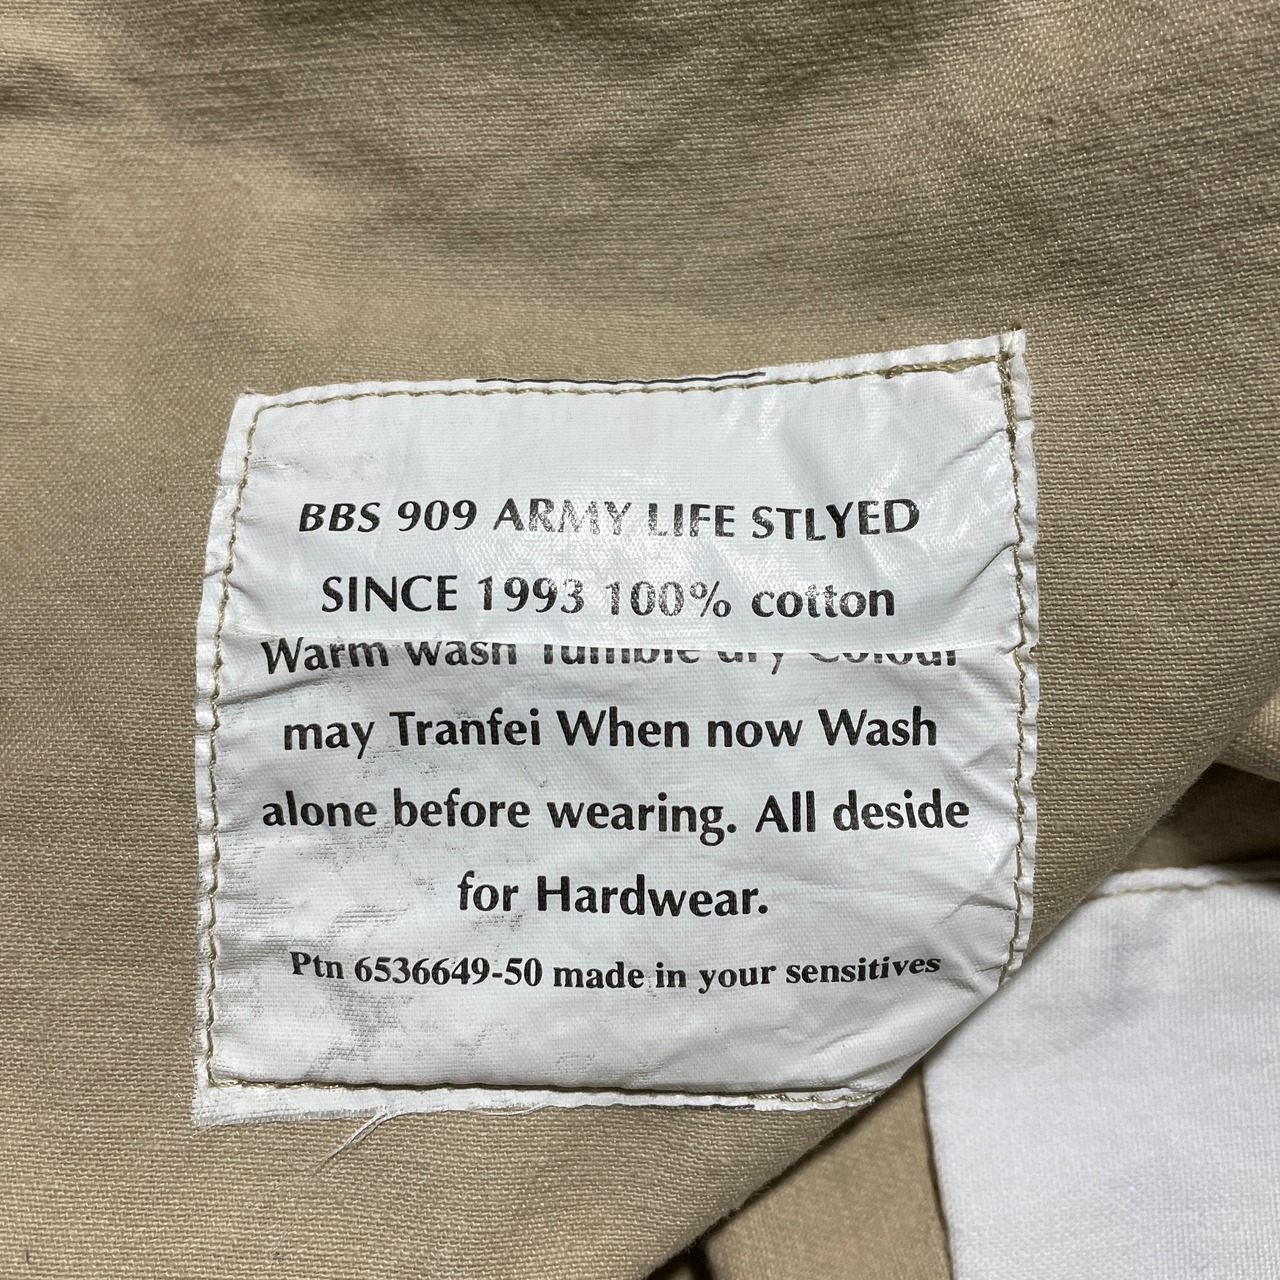 BBS 909 ARMY LIFE STLYED
SINCE 1993 100% cotton
Warm wash Tumble dry Colour
may Tranfei When now Wash
alone before wearing. All deside
for Hardwear.
Ptn 6536649-50 made in your sensitives